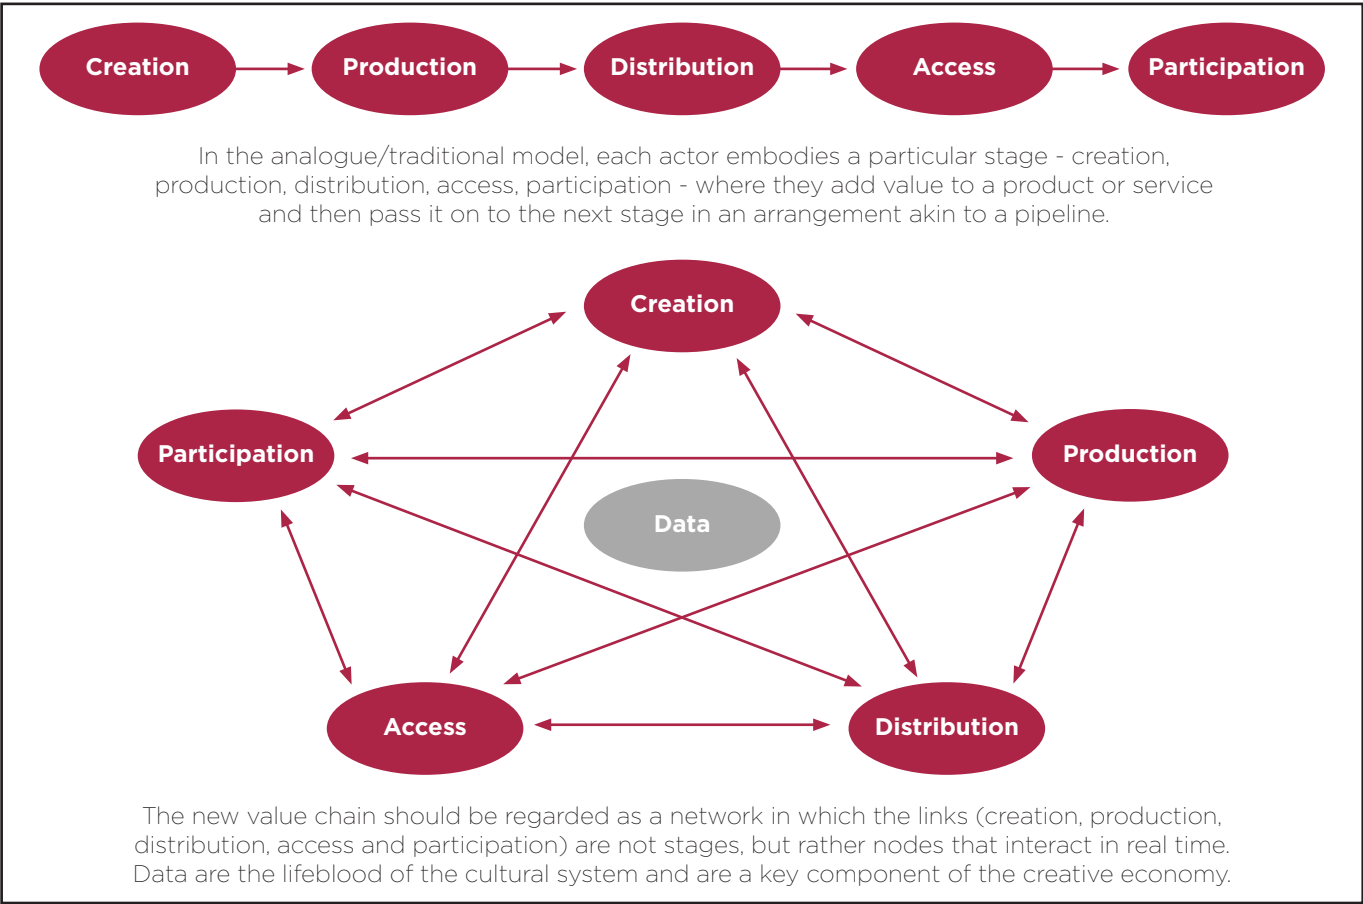 Creation
Production
Distribution
Access
Participation
In the analogue/traditional model, each actor embodies a particular stage - creation,
production, distribution, access, participation - where they add value to a product or service
and then pass it on to the next stage in an arrangement akin to a pipeline.
Creation
Participation
Production
Data
Access
Distribution
The new value chain should be regarded as a network in which the links (creation, production,
distribution, access and participation) are not stages, but rather nodes that interact in real time.
Data are the lifeblood of the cultural system and are a key component of the creative economy.